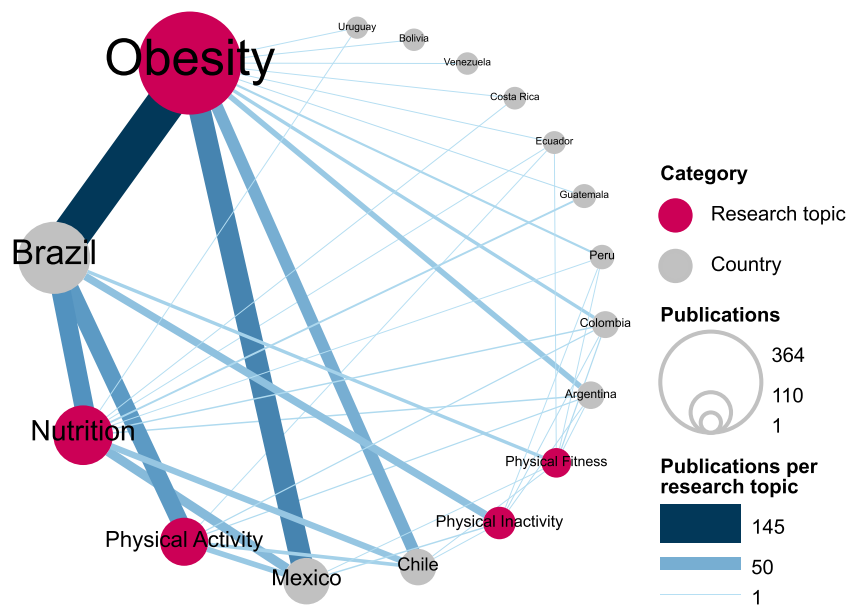 Uruguay
Obesity
Bolivia
Venezuela
Costa Rica
Ecuador
Guatemala
Brazil
Peru
Colombia
Argentina
Nutrition
Physical Fitness
Physical Inactivity
Physical Activity
Chile
Mexico
Category
Research topic
Country
Publications
364
110
1
Publications per
research topic
145
50
1